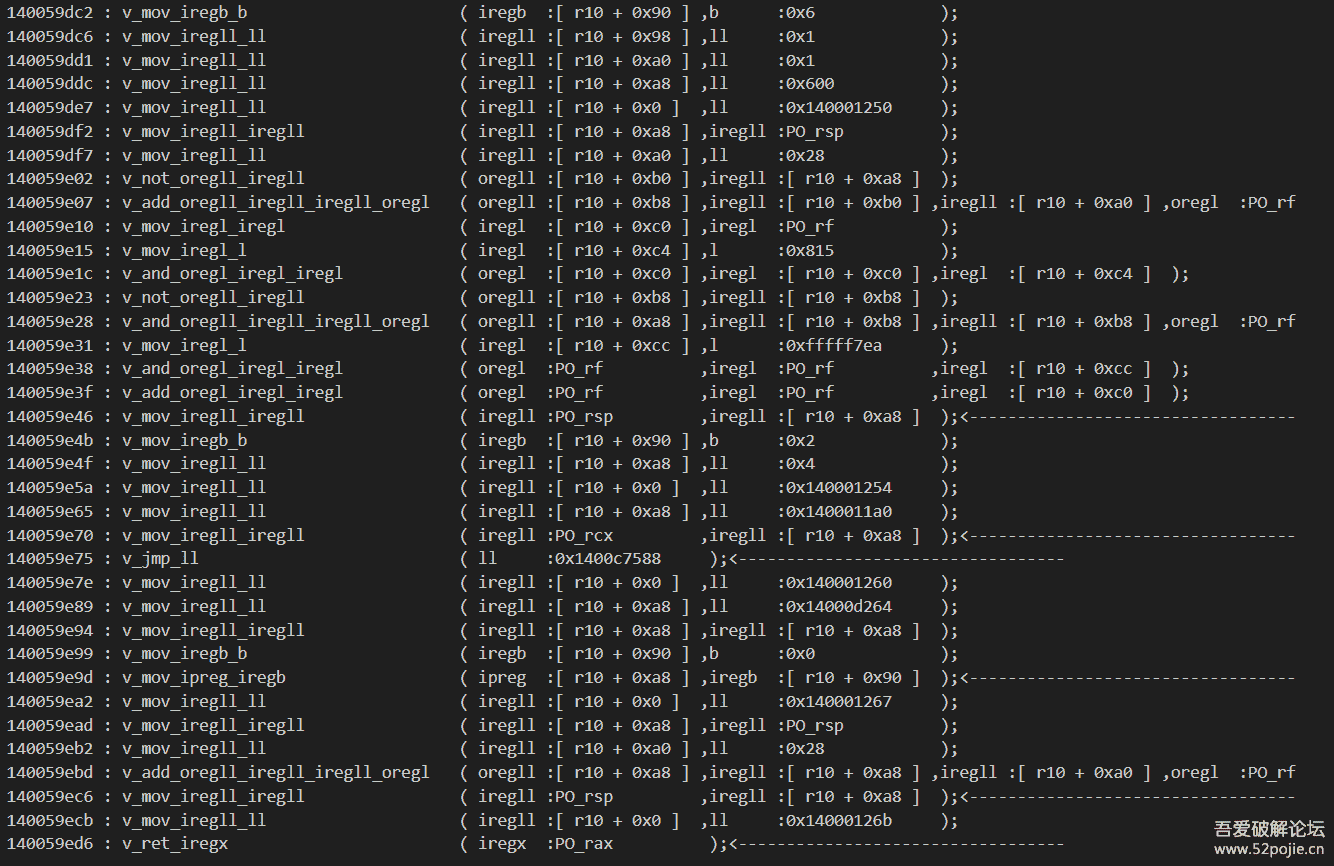 140059dc2 : v_mov_iregb_b ( iregb :[ r10 + 0x90 ] ,b :0x6 );
140059dc6 : v_mov_iregll_ll ( iregll :[ r10 + 0x98 ] ,ll :0x1 );
140059dd1 : v_mov_iregll_ll ( iregll :[ r10 + 0xa0 ] ,ll :0x1 );
140059ddc : v_mov_iregll_ll ( iregll :[ r10 + 0xa8 ] ,ll :0x600 );
140059de7 : v_mov_iregll_ll ( iregll :[ r10 + 0x0 ] ,ll :0x140001250 );
140059df2 : v_mov_iregll_iregll ( iregll :[ r10 + 0xa8 ] ,iregll :PO_rsp );
140059df7 : v_mov_iregll_ll ( iregll :[ r10 + 0xa0 ] ,ll :0x28 );
140059e02 : v_not_oregll_iregll ( oregll :[ r10 + 0xb0 ] ,iregll :[ r10 + 0xa8 ] );
140059e07 : v_add_oregll_iregll_iregll_oregl ( oregll :[ r10 + 0xb8 ] ,iregll :[ r10 + 0xb0 ] ,iregll :[ r10 + 0xa0 ] ,oregl :PO_rf
140059e10 : v_mov_iregl_iregl ( iregl :[ r10 + 0xc0 ] ,iregl :PO_rf );
140059e15 : v_mov_iregl_l ( iregl :[ r10 + 0xc4 ] ,l :0x815 );
140059e1c : v_and_oregl_iregl_iregl ( oregl :[ r10 + 0xc0 ] ,iregl :[ r10 + 0xc0 ] ,iregl :[ r10 + 0xc4 ] );
140059e23 : v_not_oregll_iregll ( oregll :[ r10 + 0xb8 ] ,iregll :[ r10 + 0xb8 ] );
140059e28 : v_and_oregll_iregll_iregll_oregl ( oregll :[ r10 + 0xa8 ] ,iregll :[ r10 + 0xb8 ] ,iregll :[ r10 + 0xb8 ] ,oregl :PO_rf
140059e31 : v_mov_iregl_l ( iregl :[ r10 + 0xcc ] ,l :0xfffff7ea );
140059e38 : v_and_oregl_iregl_iregl ( oregl :PO_rf ,iregl :PO_rf ,iregl :[ r10 + 0xcc ] );
140059e3f : v_add_oregl_iregl_iregl ( oregl :PO_rf ,iregl :PO_rf ,iregl :[ r10 + 0xc0 ] );
140059e46 : v_mov_iregll_iregll ( iregll :PO_rsp ,iregll :[ r10 + 0xa8 ] );<----------------------------------
140059e4b : v_mov_iregb_b ( iregb :[ r10 + 0x90 ] ,b :0x2 );
140059e4f : v_mov_iregll_ll ( iregll :[ r10 + 0xa8 ] ,ll :0x4 );
140059e5a : v_mov_iregll_ll ( iregll :[ r10 + 0x0 ] ,ll :0x140001254 );
140059e65 : v_mov_iregll_ll ( iregll :[ r10 + 0xa8 ] ,ll :0x1400011a0 );
140059e70 : v_mov_iregll_iregll ( iregll :PO_rcx ,iregll :[ r10 + 0xa8 ] );<----------------------------------
140059e75 : v_jmp_ll ( ll :0x1400c7588 );<----------------------------------
140059e7e : v_mov_iregll_ll ( iregll :[ r10 + 0x0 ] ,ll :0x140001260 );
140059e89 : v_mov_iregll_ll ( iregll :[ r10 + 0xa8 ] ,ll :0x14000d264 );
140059e94 : v_mov_iregll_iregll ( iregll :[ r10 + 0xa8 ] ,iregll :[ r10 + 0xa8 ] );
140059e99 : v_mov_iregb_b ( iregb :[ r10 + 0x90 ] ,b :0x0 );
140059e9d : v_mov_ipreg_iregb ( ipreg :[ r10 + 0xa8 ] ,iregb :[ r10 + 0x90 ] );<----------------------------------
140059ea2 : v_mov_iregll_ll ( iregll :[ r10 + 0x0 ] ,ll :0x140001267 );
140059ead : v_mov_iregll_iregll ( iregll :[ r10 + 0xa8 ] ,iregll :PO_rsp );
140059eb2 : v_mov_iregll_ll ( iregll :[ r10 + 0xa0 ] ,ll :0x28 );
140059ebd : v_add_oregll_iregll_iregll_oregl ( oregll :[ r10 + 0xa8 ] ,iregll :[ r10 + 0xa8 ] ,iregll :[ r10 + 0xa0 ] ,oregl :PO_rf
140059ec6 : v_mov_iregll_iregll ( iregll :PO_rsp ,iregll :[ r10 + 0xa8 ] );<----------------------------------
140059ecb : v_mov_iregll_ll ( iregll :[ r10 + 0x0 ] ,ll :0x14000126b );
140059ed6 : v_ret_iregx ( iregx :PO_rax );<----------------------------------
吾爱破解论坛
www.52pojie.cn